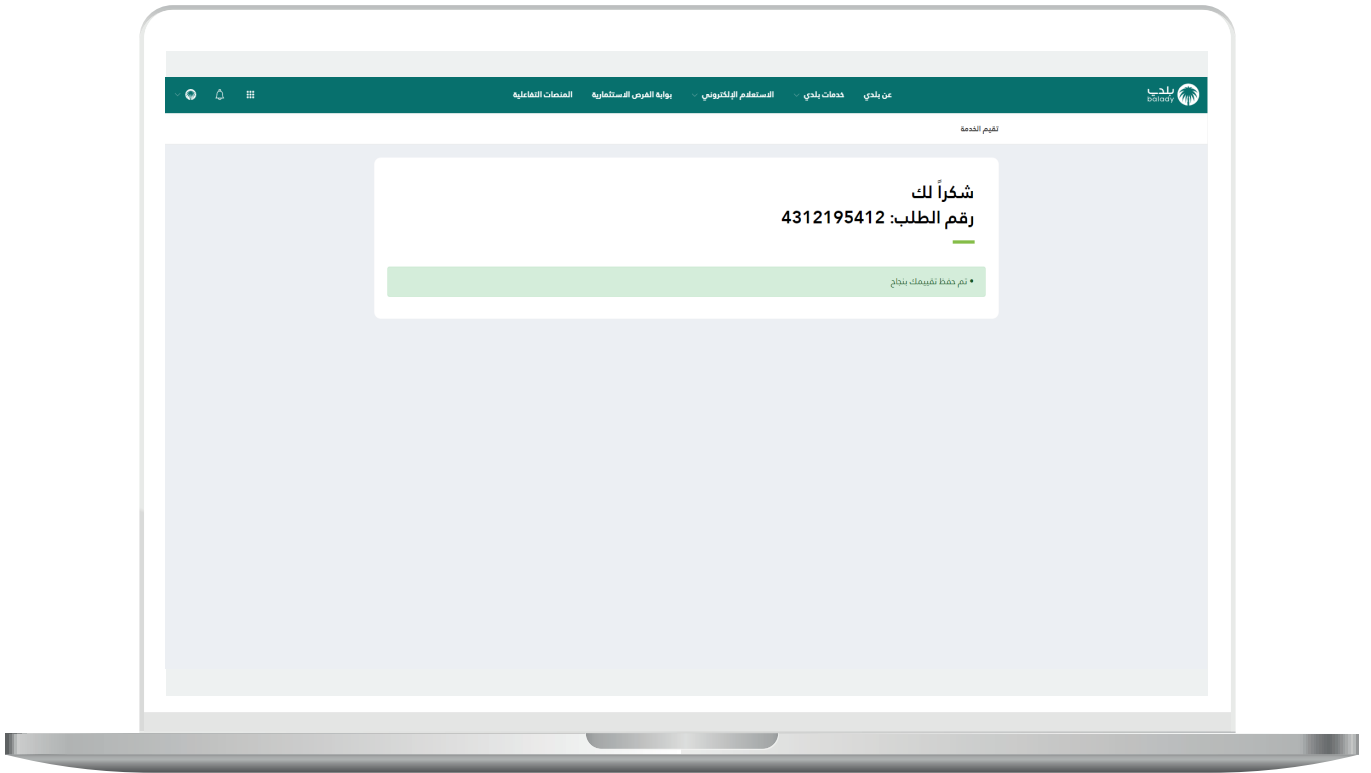 بلدي
balady
عن بلدي خدمات بلدي الاستعلام الإلكتروني بوابة الفرص الاستثمارية المنصات التفاعلية
تقيم الخدمة
شكراً لك
رقم الطلب: 4312195412
• تم حفظ تقييمك بنجاح